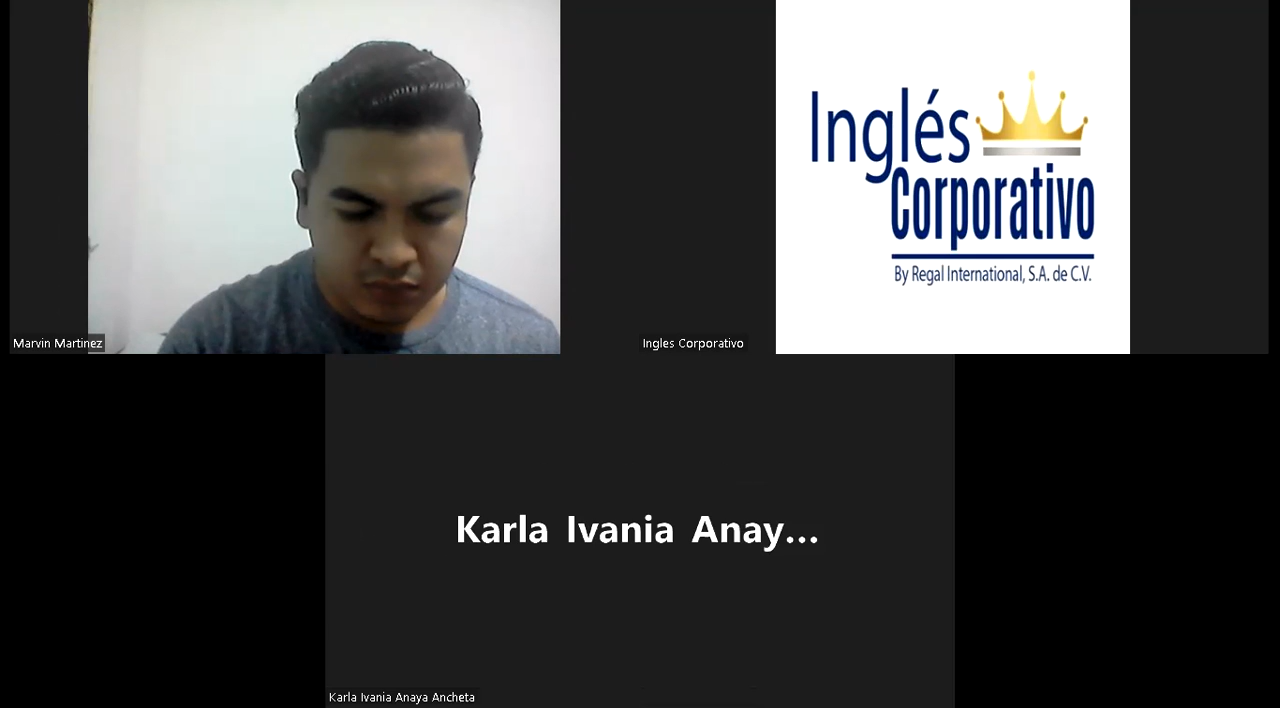 Inglés
Corporativo
By Regal International, S.A. de C.V.
Marvin Martinez
Ingles Corporativo
Karla Ivania Anay...
Karla Ivania Anaya Ancheta